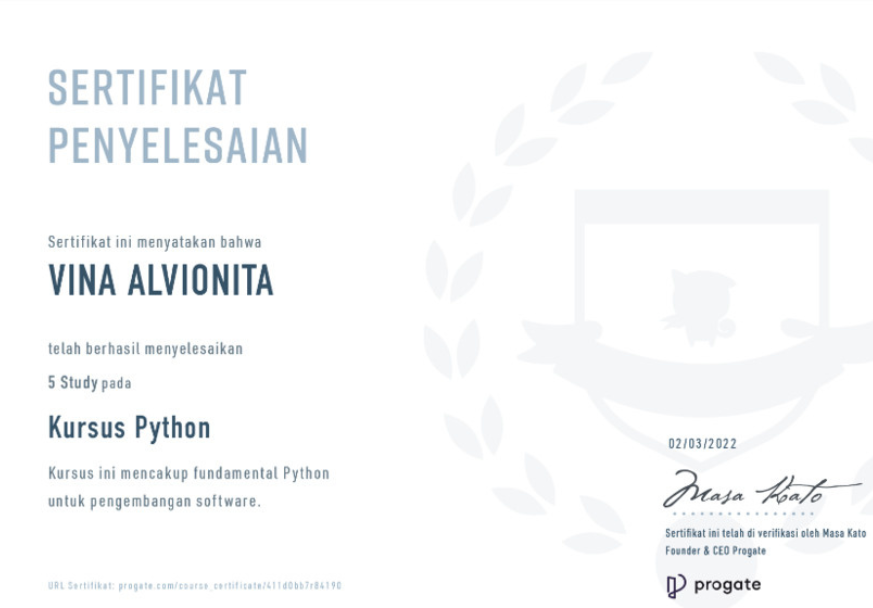 SERTIFIKAT
PENYELESAIAN
Sertifikat ini menyatakan bahwa
VINA ALVIONITA
telah berhasil menyelesaikan
5 Study pada
Kursus Python
Kursus ini mencakup fundamental Python
untuk pengembangan software.
02/03/2022
Masa Kato
Sertifikat ini telah di verifikasi oleh Masa Kato
Founder & CEO Progate
progate
URL Sertifikat: progate.com/course_certificate/411d0bb7r84190